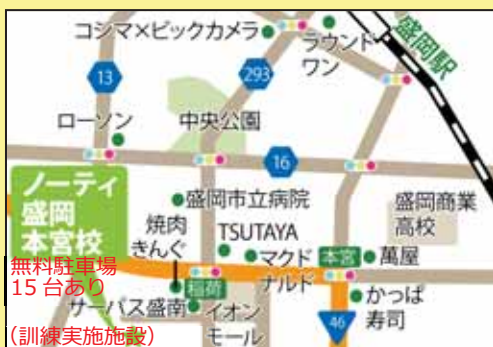 コジマ×ビックカメラ
ラウンド
ワン
盛岡駅
13
293
ローソン
中央公園
16
ノーティ
盛岡
本宮校
盛岡市立病院
盛岡商業
高校
焼肉
きんぐ
TSUTAYA
マクド
ナルド
本宮
萬屋
無料駐車場
15台あり
稲荷
サーパス盛南
イオン
モール
かっぱ
寿司
46
(訓練実施施設)